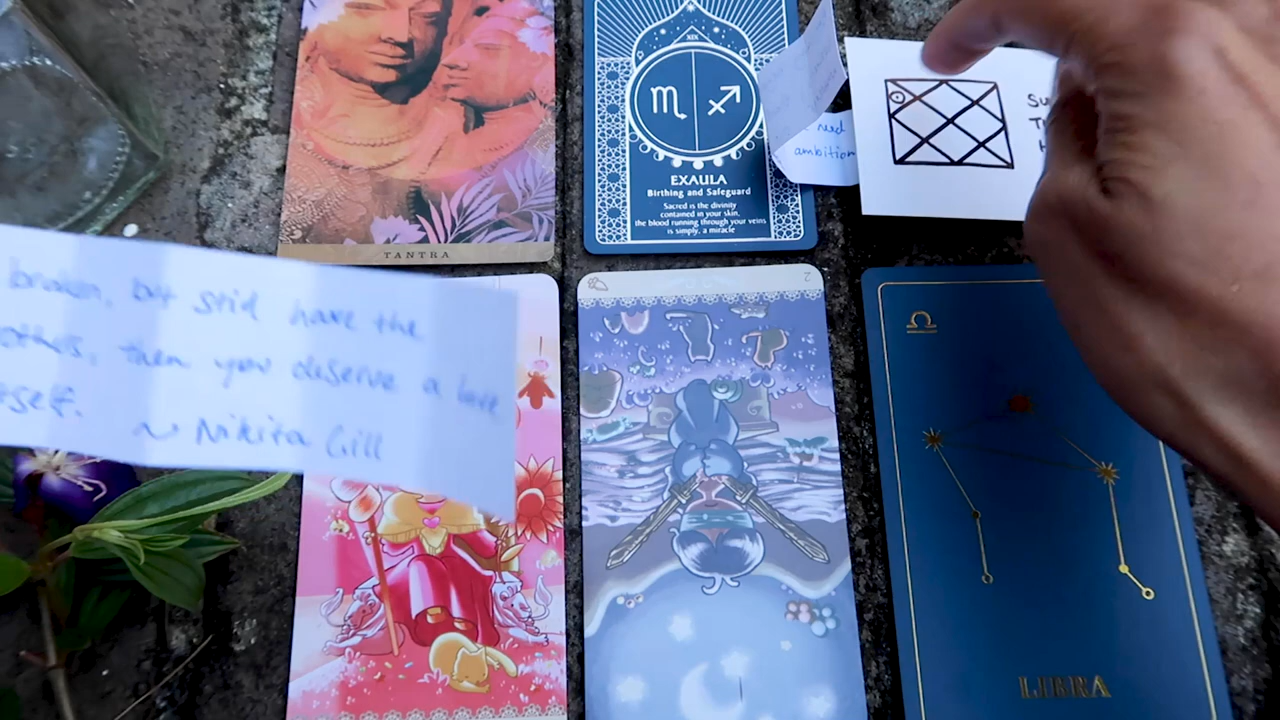 TANTRA
XIX
EXAULA
Birthing and Safeguard
Sacred is the divinity
contained in your skin,
the blood running through your veins
is simply, a miracle
need
ambition
Su
T
broken, but still have the
others, then you deserve a love
~ Nikita Gill
2
LIBRA